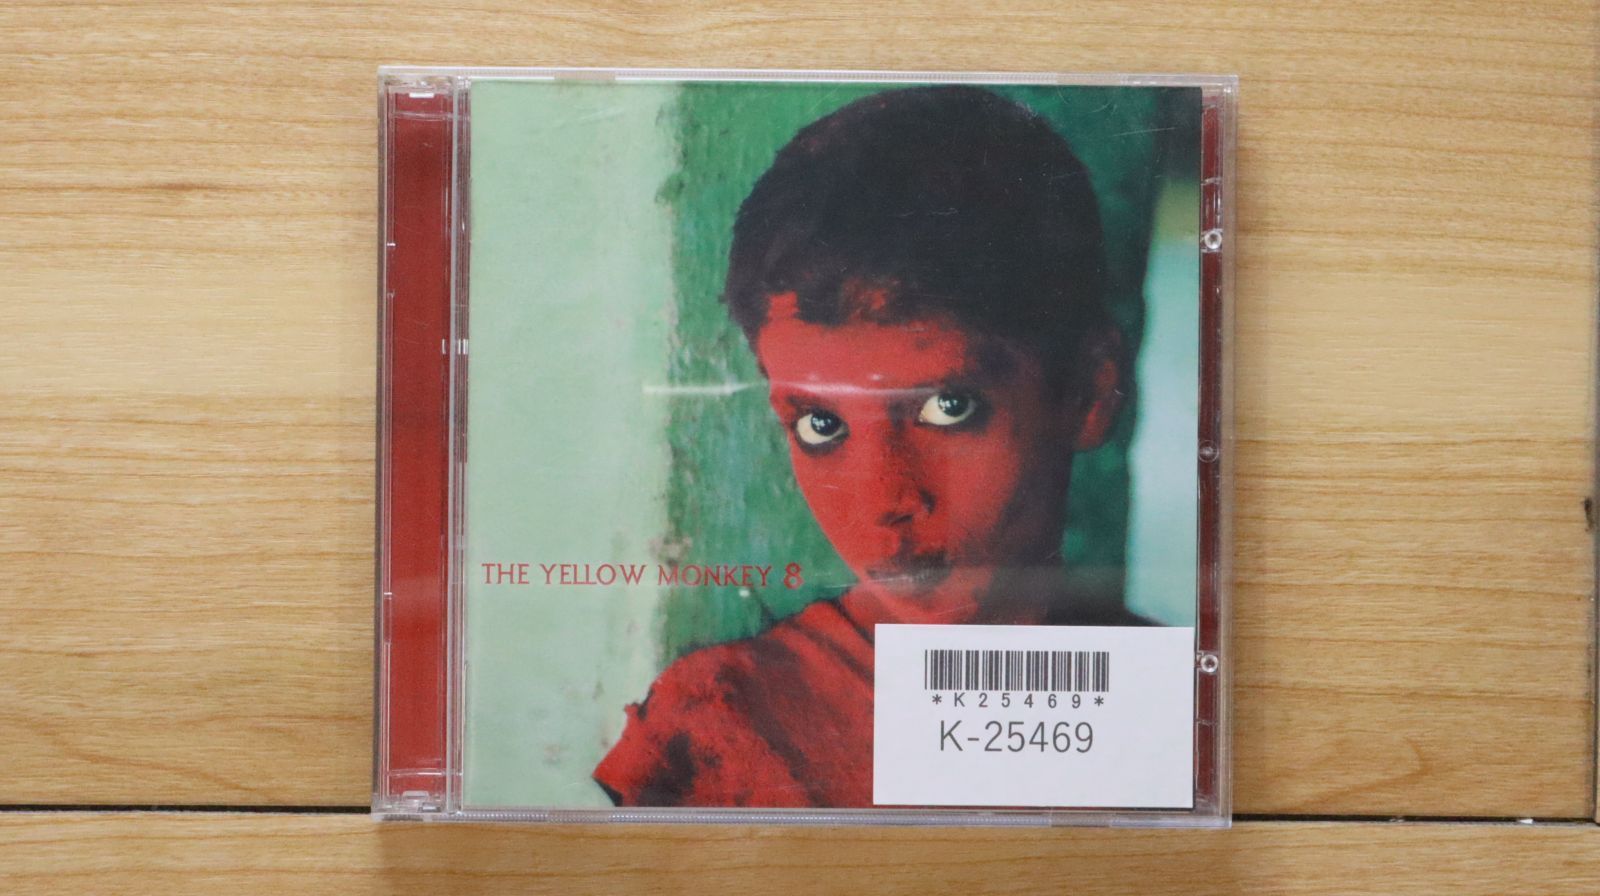 THE YELLOW MONKEY 8
*K25469*
K-25469